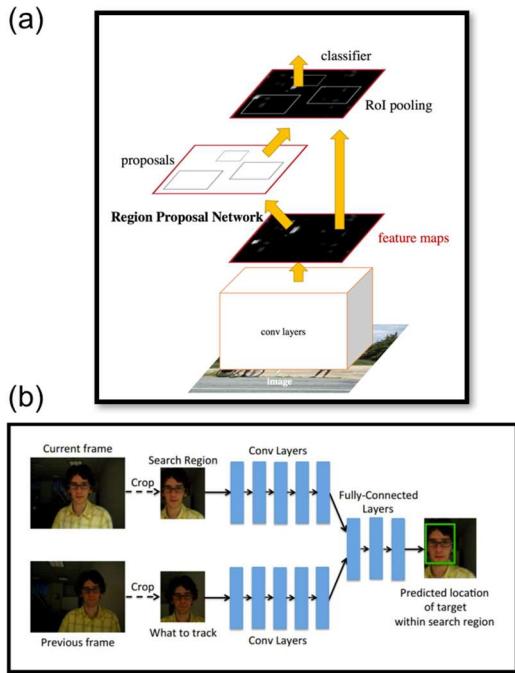 (a)
classifier
RoI pooling
proposals
Region Proposal Network
feature maps
conv layers
image
(b)
Current frame
Search Region
Conv Layers
Crop
Fully-Connected
Layers
Crop
Predicted location
of target
within search region
What to track
Previous frame
Conv Layers